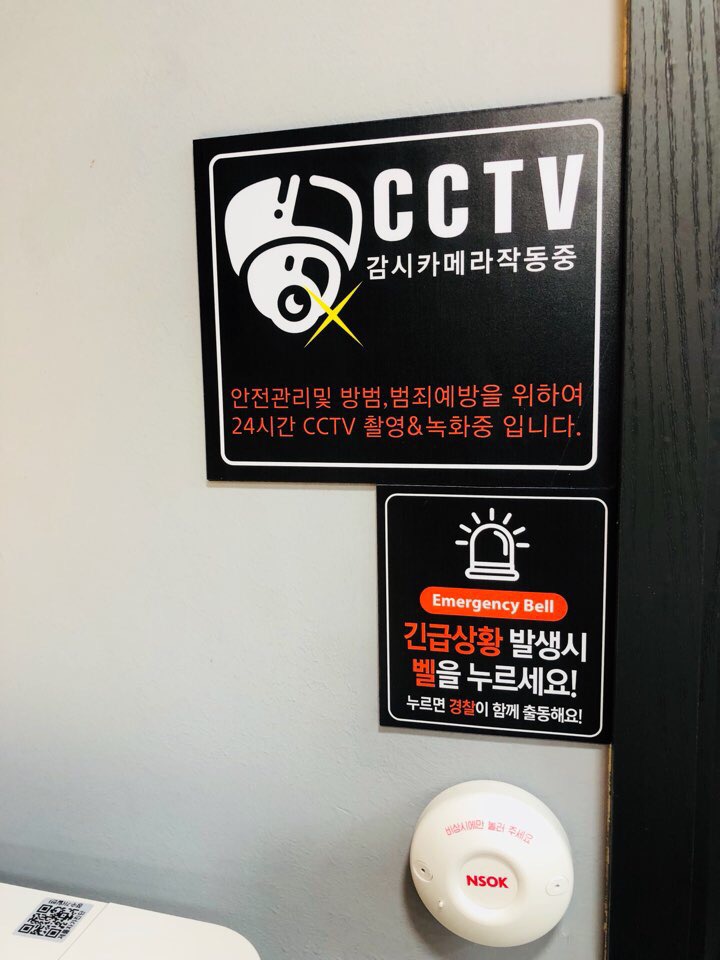 CCTV
감시카메라작동중
안전관리및 방범,범죄예방을 위하여
24시간 CCTV 촬영&녹화중 입니다.
Emergency Bell
긴급상황 발생시
벨을 누르세요!
누르면 경찰이 함께 출동해요!
비상시에만 눌러 주세요
NSOK